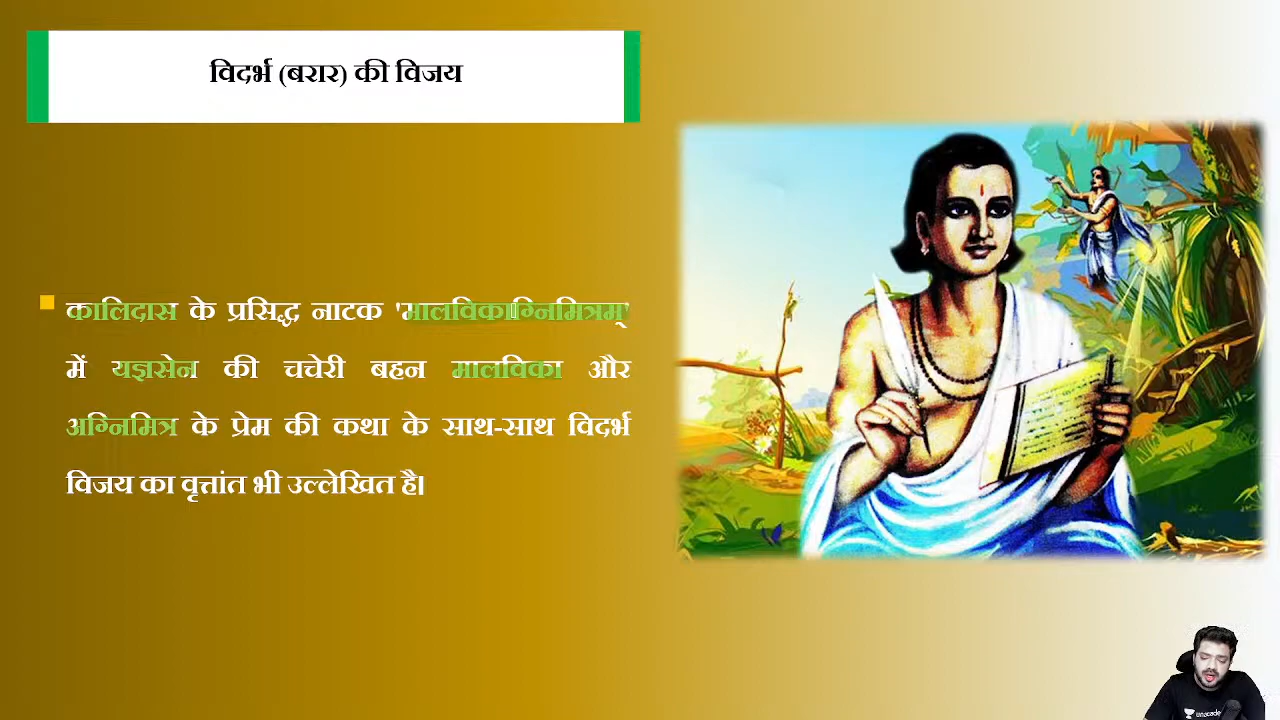 विदर्भ (बरार) की विजय
कालिदास के प्रसिद्ध नाटक 'मालविकाग्निमित्रम्'
में यज्ञसेन की चचेरी बहन मालविका और
अग्निमित्र के प्रेम की कथा के साथ-साथ विदर्भ
विजय का वृत्तांत भी उल्लेखित है।